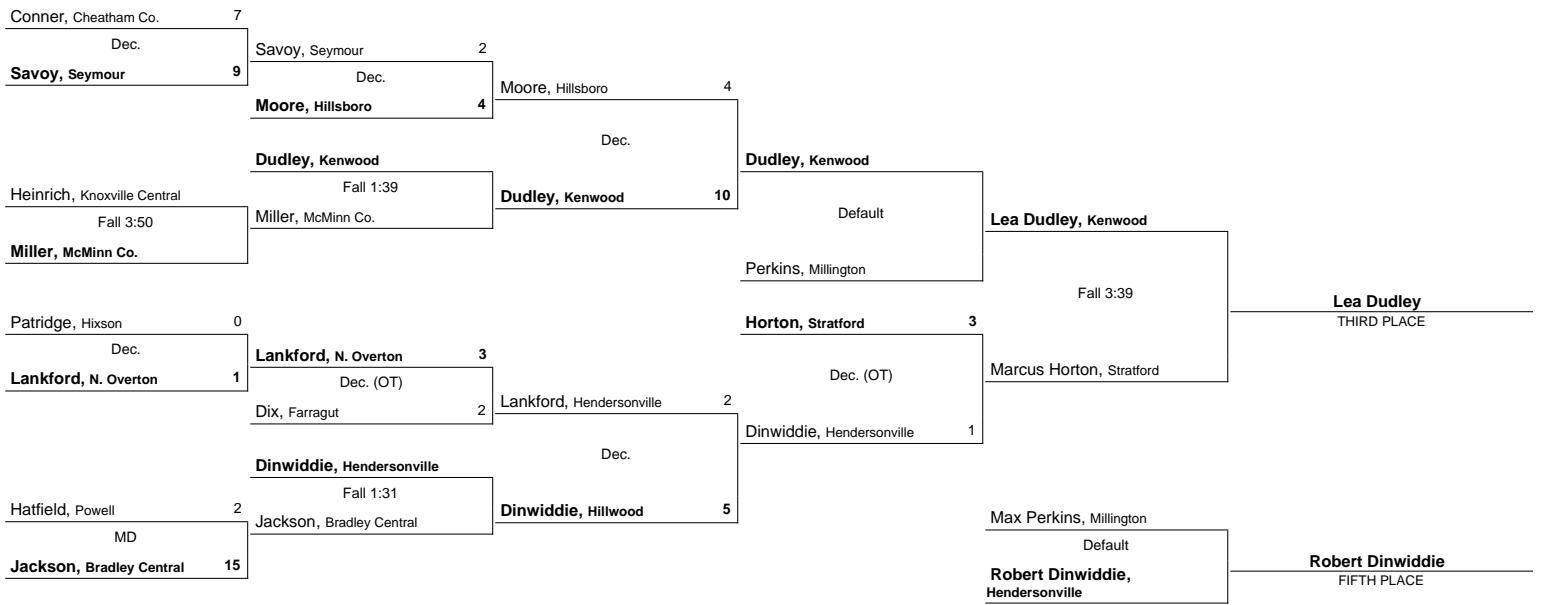 Conner, Cheatham Co. 7
Dec.
Savoy, Seymour 9
Heinrich, Knoxville Central
Fall 3:50
Miller, McMinn Co.
Patridge, Hixson 0
Dec.
Lankford, N. Overton 1
Hatfield, Powell 2
MD
Jackson, Bradley Central 15
Savoy, Seymour 2
Dec.
Moore, Hillsboro 4
Dudley, Kenwood
Fall 1:39
Miller, McMinn Co.
Lankford, N. Overton 3
Dec. (OT)
Dix, Farragut 2
Dinwiddie, Hendersonville
Fall 1:31
Jackson, Bradley Central
Moore, Hillsboro 4
Dec.
Dudley, Kenwood 10
Lankford, Hendersonville 2
Dec.
Dinwiddie, Hillwood 5
Dudley, Kenwood
Default
Perkins, Millington
Horton, Stratford 3
Dec. (OT)
Dinwiddie, Hendersonville 1
Lea Dudley, Kenwood
Fall 3:39
Marcus Horton, Stratford
Lea Dudley
THIRD PLACE
Max Perkins, Millington
Default
Robert Dinwiddie,
Hendersonville
Robert Dinwiddie
FIFTH PLACE